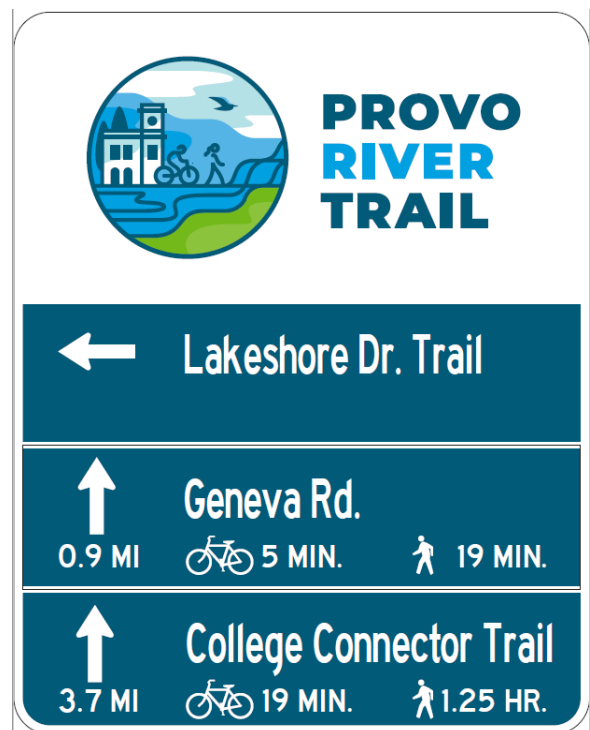 PROVO
RIVER
TRAIL
Lakeshore Dr. Trail
Geneva Rd.
0.9 MI 5 MIN. 19 MIN.
College Connector Trail
3.7 MI 19 MIN. 1.25 HR.